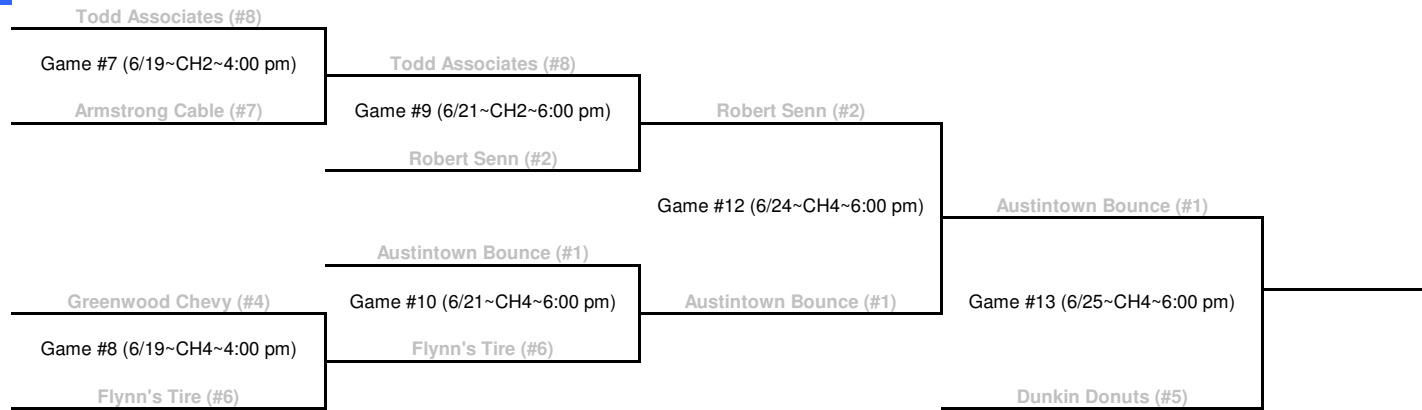 Todd Associates (#8)
Game #7 (6/19~CH2~4:00 pm)
Todd Associates (#8)
Armstrong Cable (#7)
Game #9 (6/21~CH2~6:00 pm)
Robert Senn (#2)
Robert Senn (#2)
Game #12 (6/24~CH4~6:00 pm)
Austintown Bounce (#1)
Austintown Bounce (#1)
Greenwood Chevy (#4)
Game #10 (6/21~CH4~6:00 pm)
Austintown Bounce (#1)
Game #13 (6/25~CH4~6:00 pm)
Game #8 (6/19~CH4~4:00 pm)
Flynn's Tire (#6)
Flynn's Tire (#6)
Dunkin Donuts (#5)